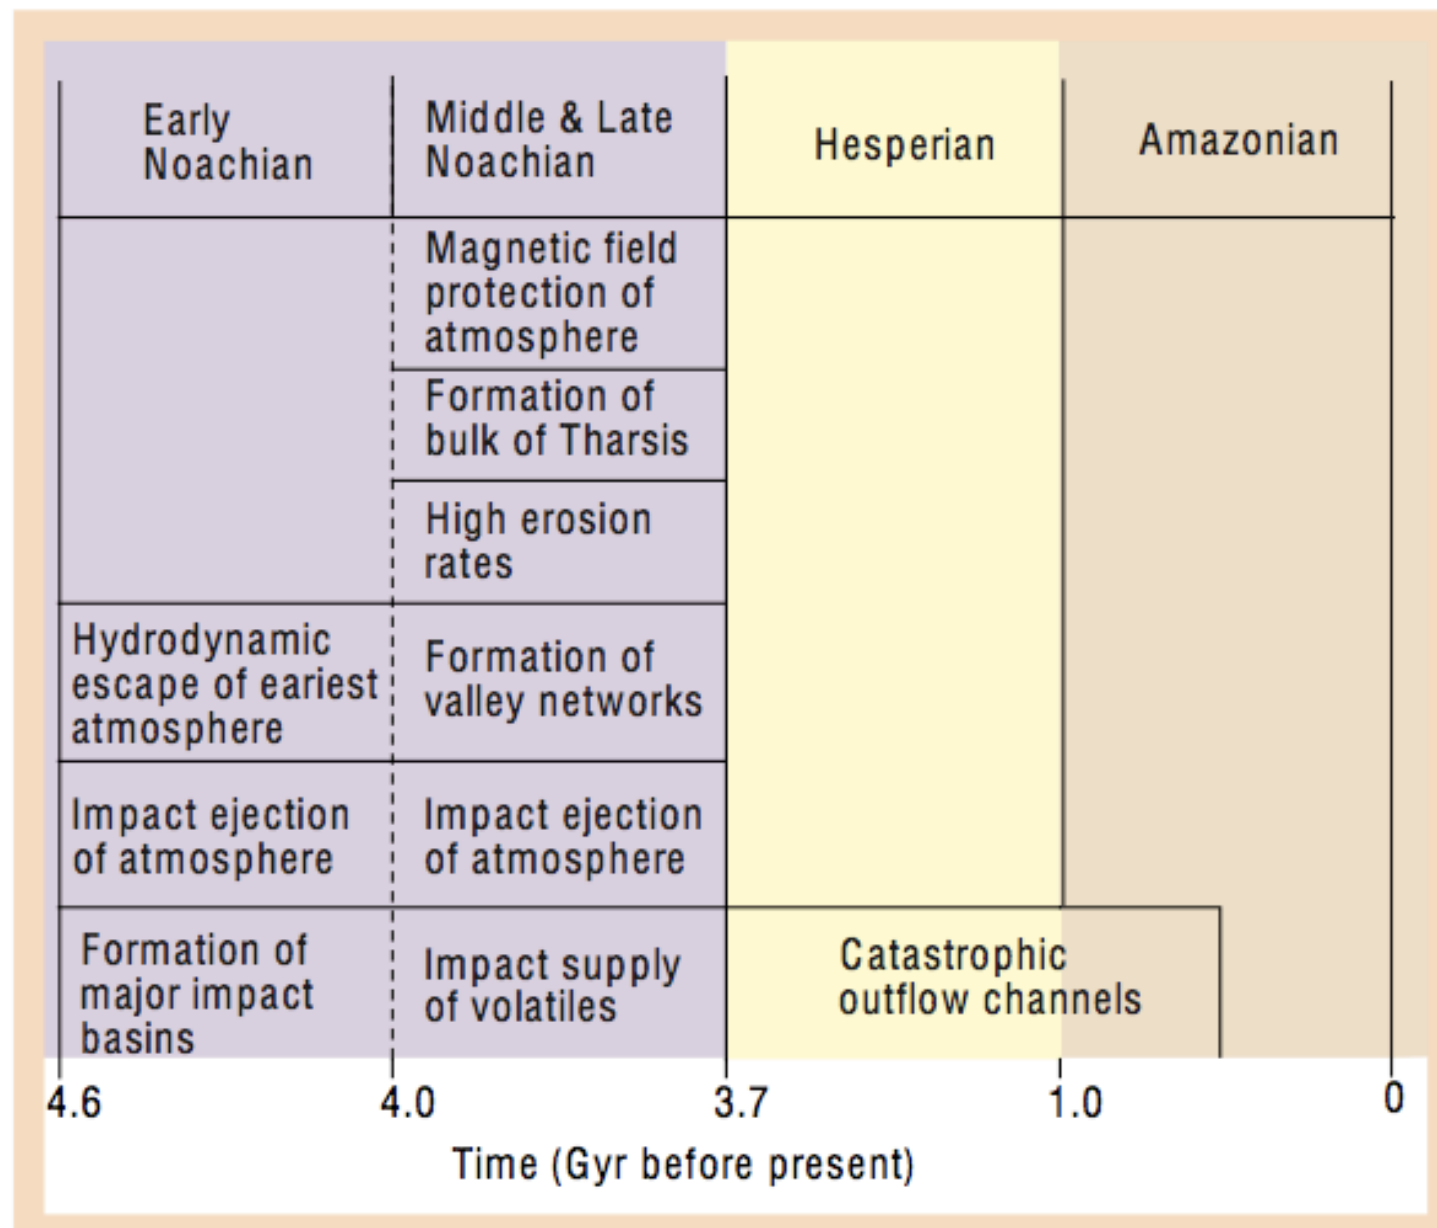 Early
Noachian
Middle & Late
Noachian
Hesperian
Amazonian
Magnetic field
protection of
atmosphere
Formation of
bulk of Tharsis
High erosion
rates
Hydrodynamic
escape of eariest
atmosphere
Formation of
valley networks
Impact ejection
of atmosphere
Impact ejection
of atmosphere
Formation of
major impact
basins
Impact supply
of volatiles
Catastrophic
outflow channels
4.6
4.0
3.7
1.0
0
Time (Gyr before present)